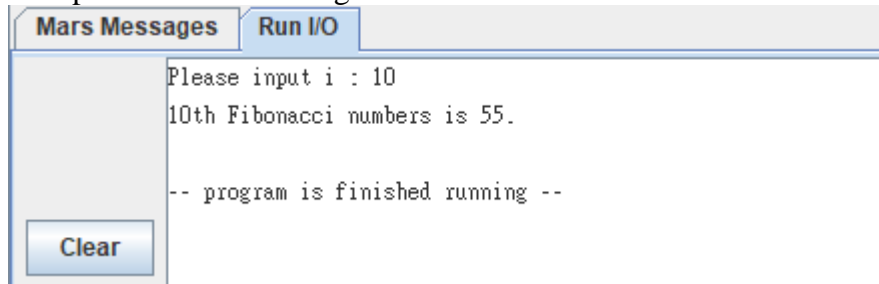 Mars Messages Run I/O
Please input i : 10
10th Fibonacci numbers is 55.
-- program is finished running --
Clear